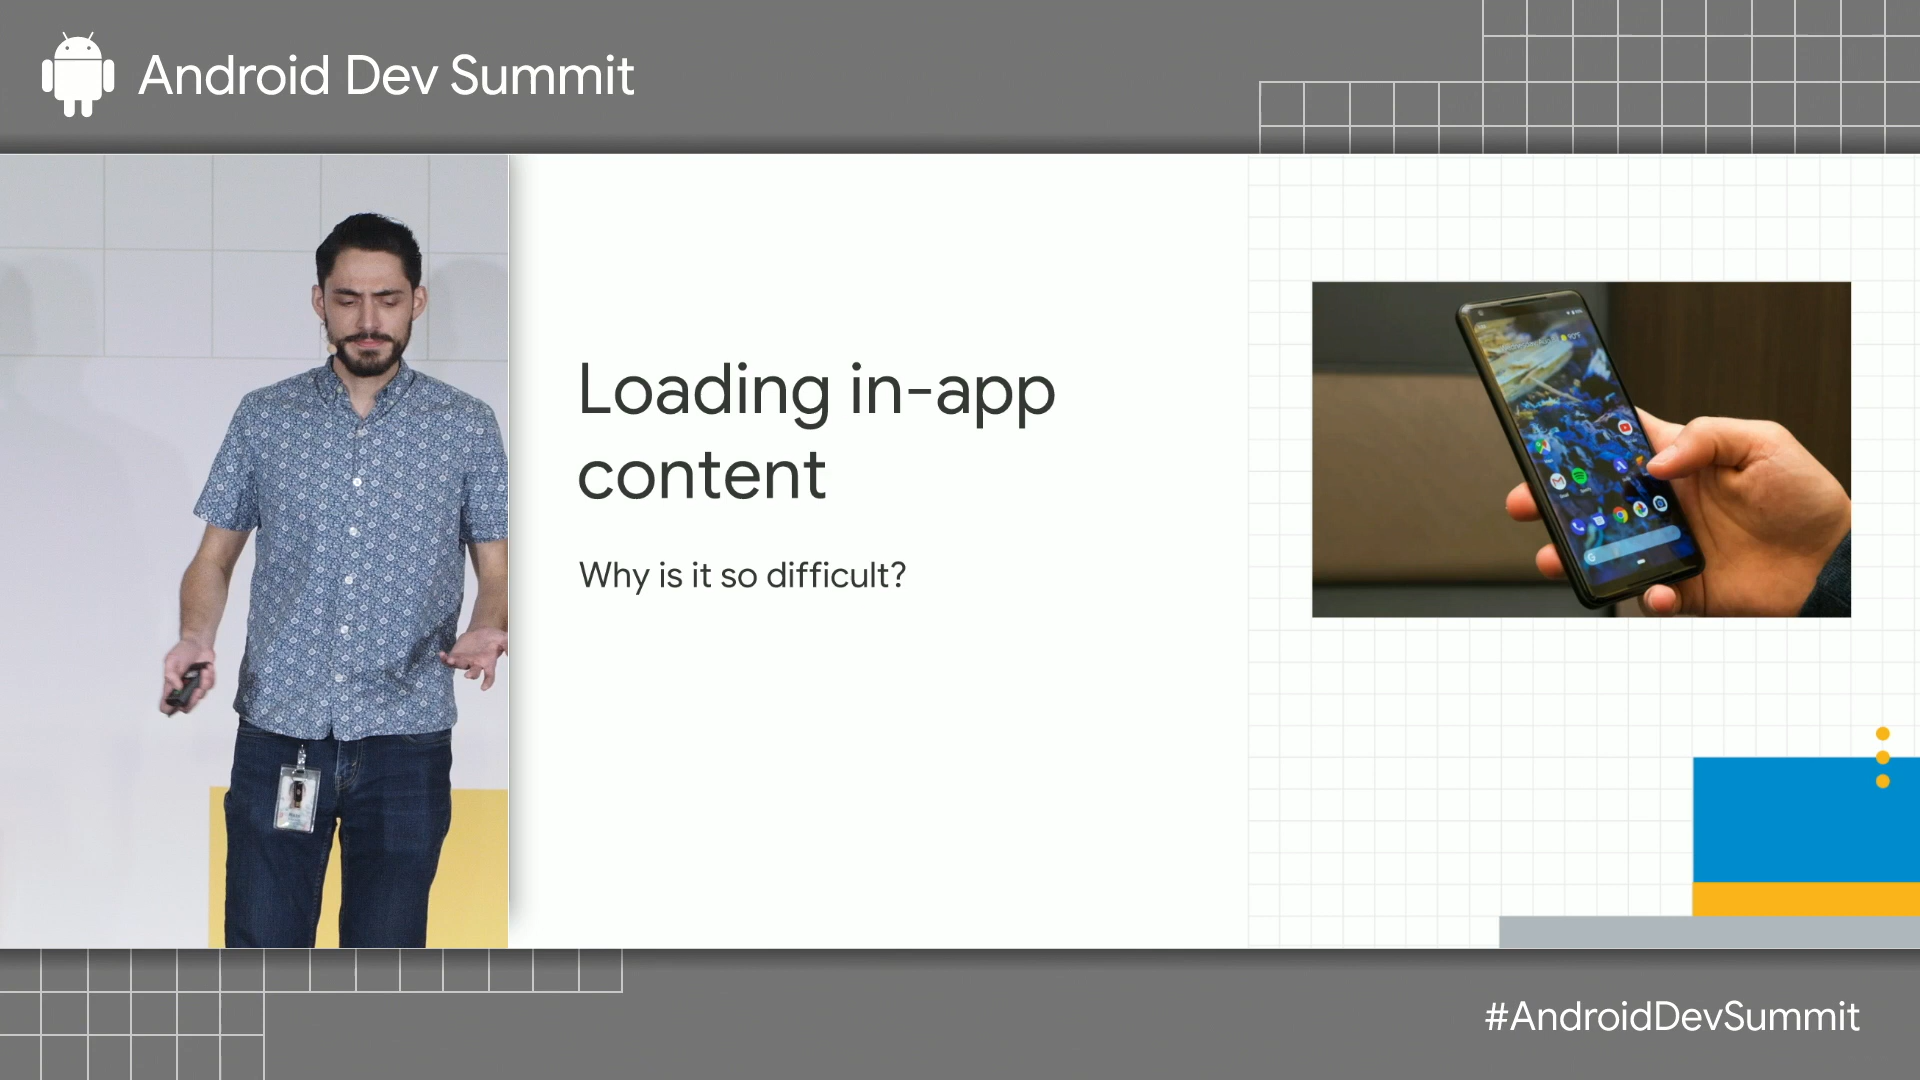 Android Dev Summit
Loading in-app
content
Why is it so difficult?
#AndroidDevSummit